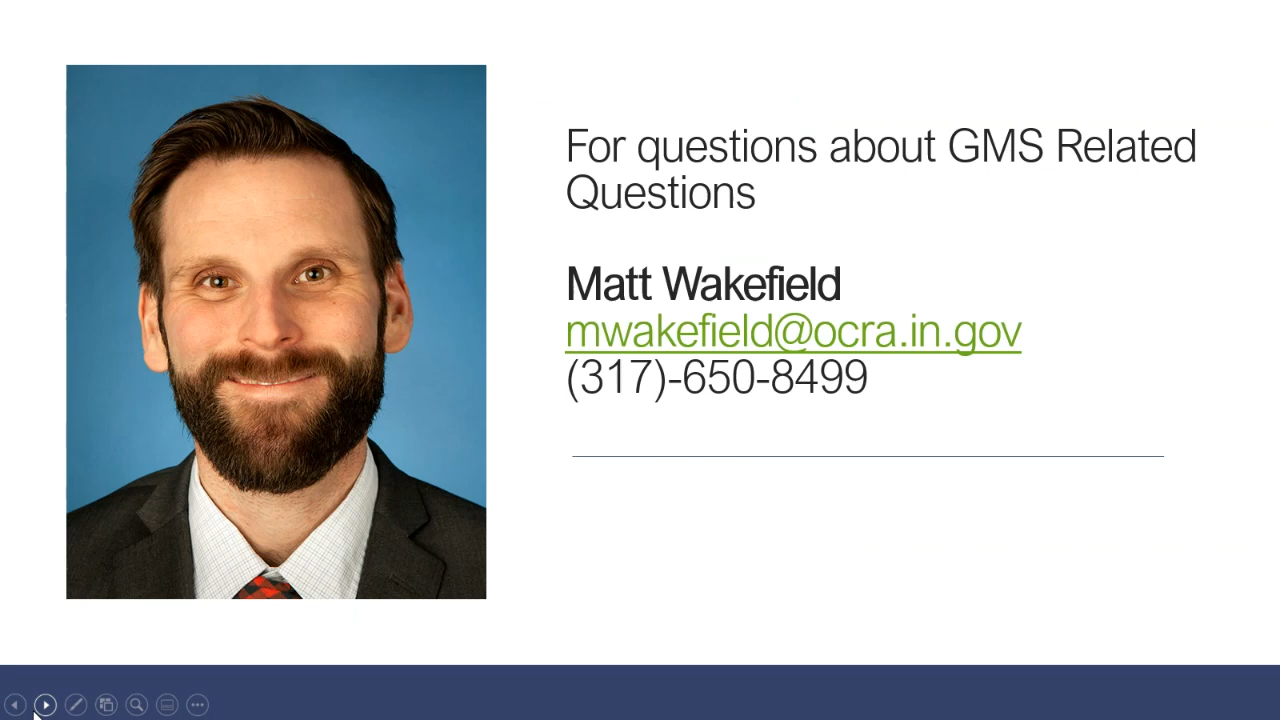 For questions about GMS Related
Questions
Matt Wakefield
mwakefield@ocra.in.gov
(317)-650-8499